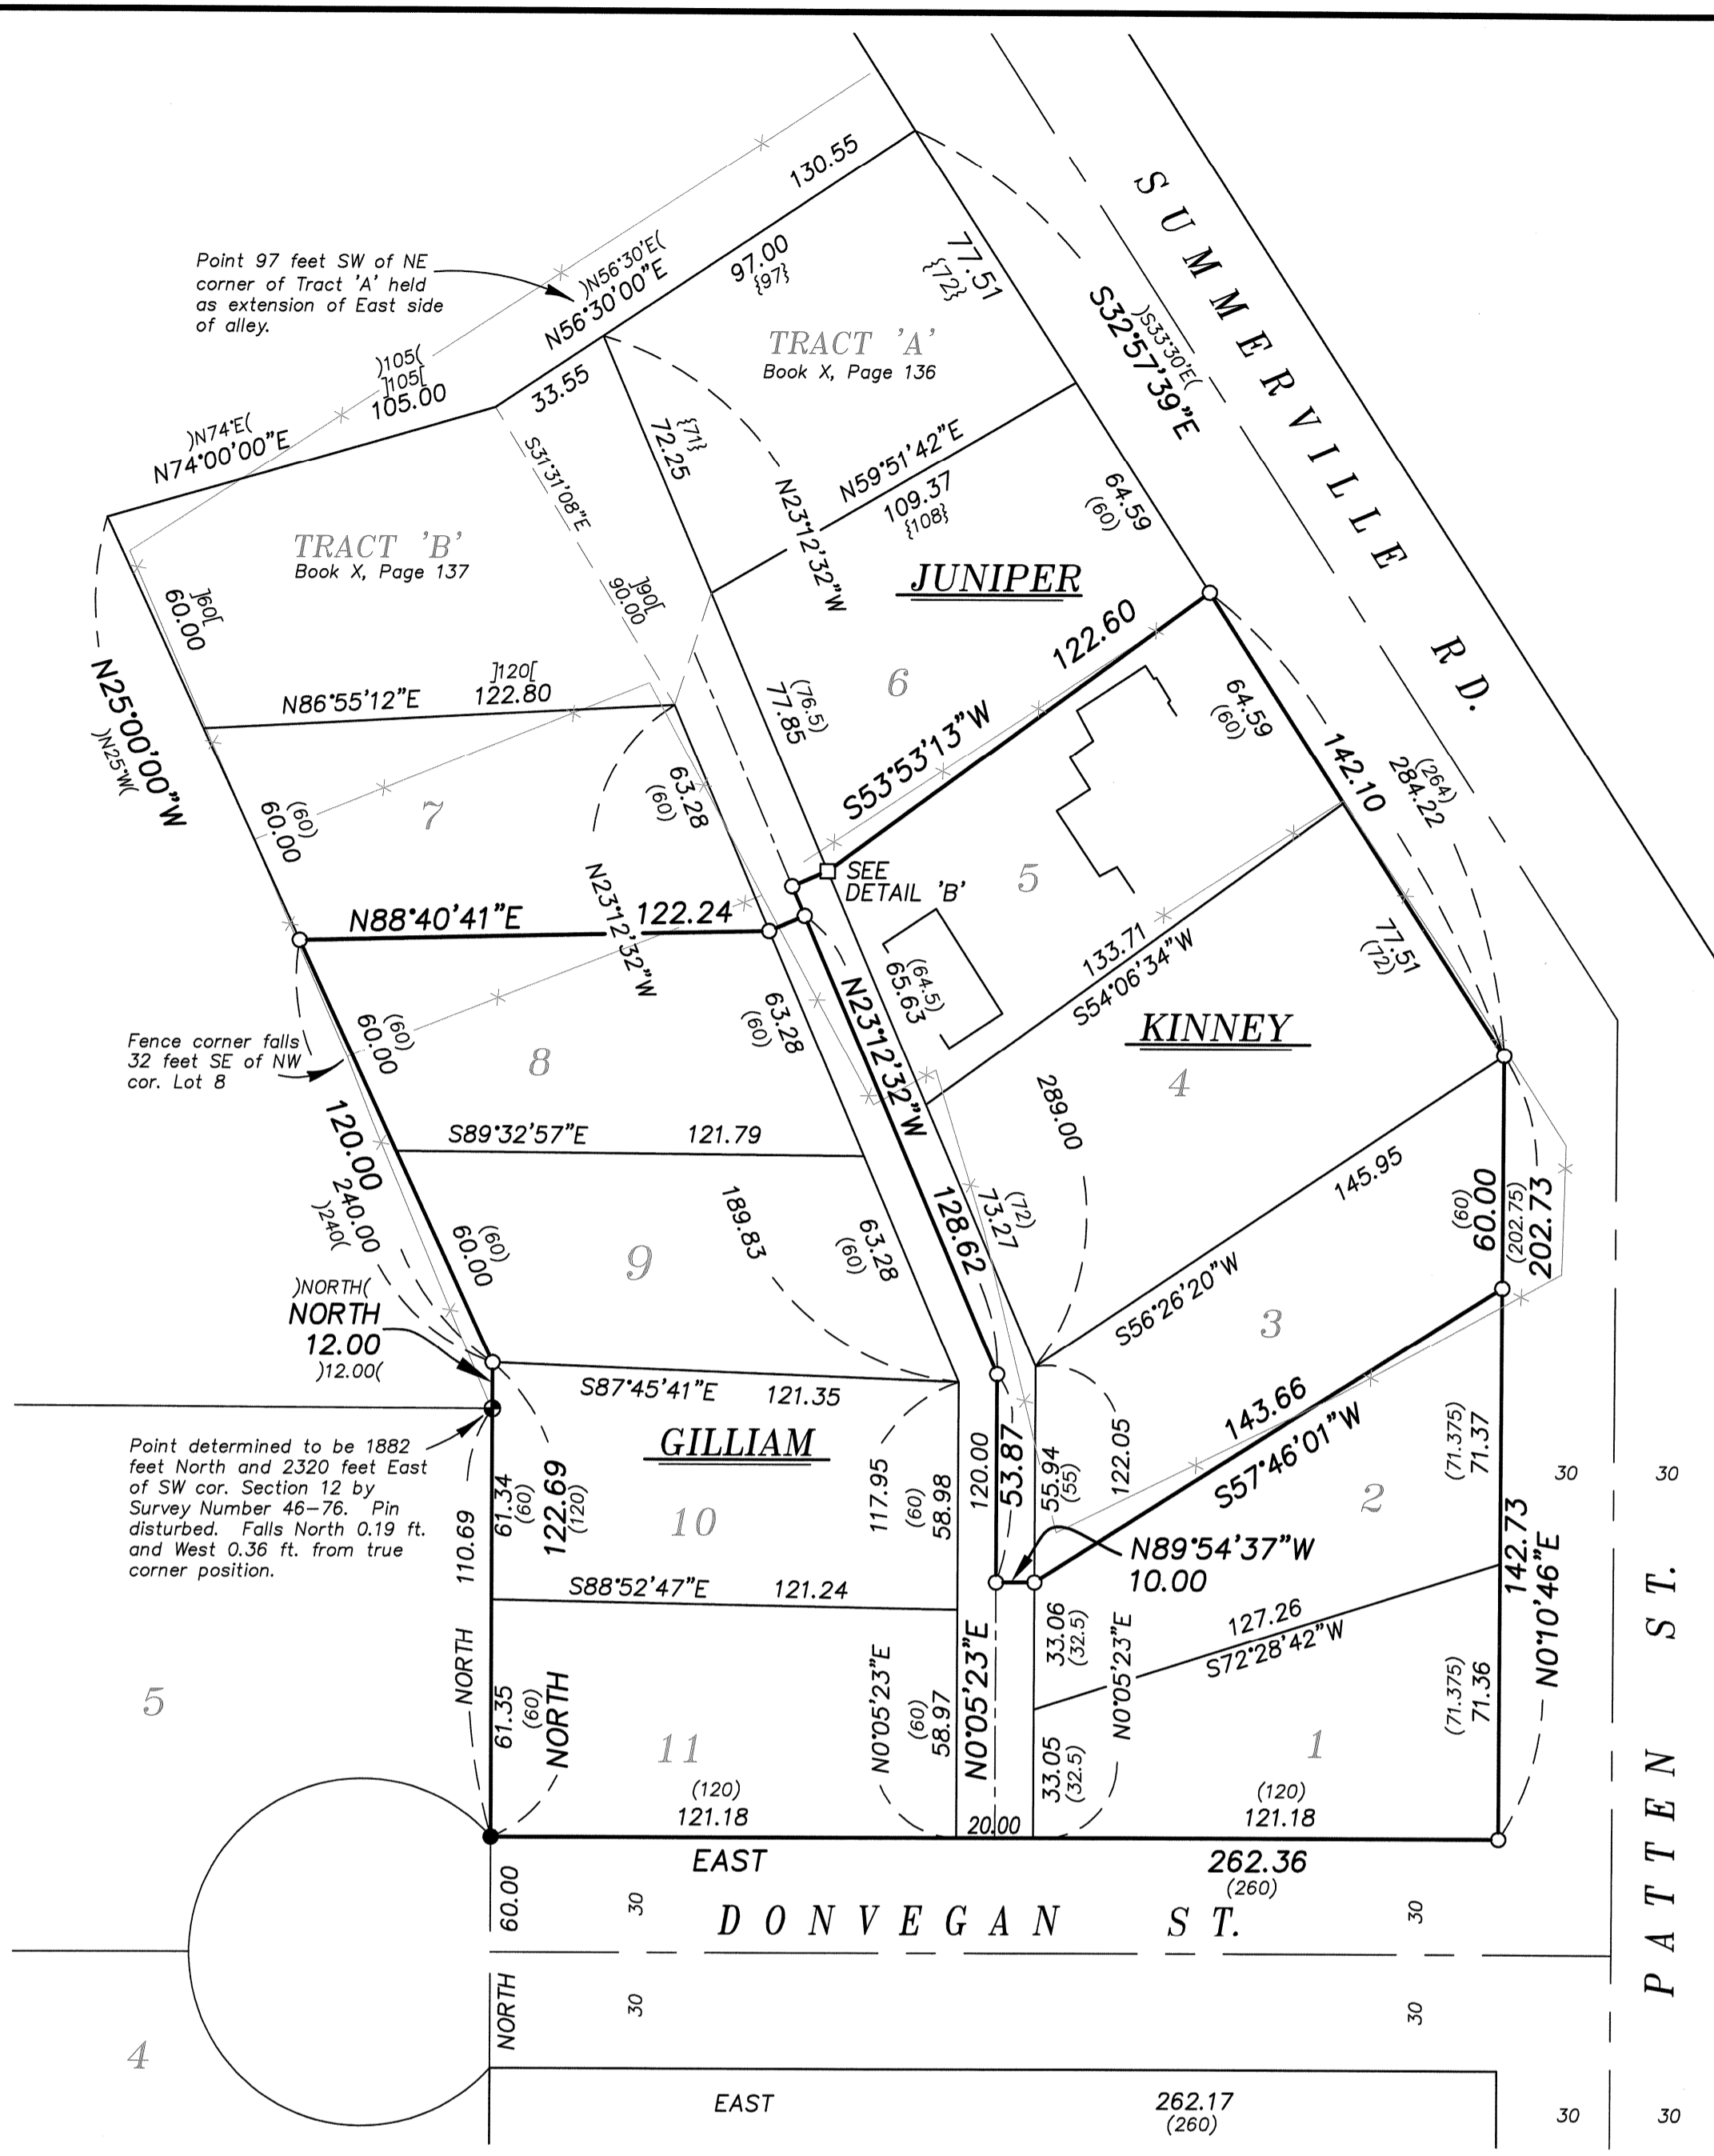 130.55
Point 97 feet SW of NE
corner of Tract 'A' held
as extension of East side
of alley.
)N56°30'E(
N56°30'00"E
97.00
{97}
77.51
{72}
SUMMERVILLE RD.
)S33°30'E(
S32°57'39"E
TRACT 'A'
Book X, Page 136
)105(
]105[
105.00
33.55
)N74°E(
N74°00'00"E
S31°31'08"E
{71}
72.25
N23°12'32"W
N59°51'42"E
109.37
{108}
64.59
(60)
TRACT 'B'
Book X, Page 137
]60[
60.00
]90[
90.00
JUNIPER
6
122.60
]120[
N86°55'12"E 122.80
N25°00'00"W
)N25°W(
(76.5)
77.85
S53°53'13"W
64.59
(60)
142.10
(264)
284.22
7
(60)
60.00
63.28
(60)
SEE
DETAIL 'B'
5
N88°40'41"E 122.24
N23°12'32"W
(64.5)
65.63
133.71
S54°06'34"W
77.51
(72)
Fence corner falls
32 feet SE of NW
cor. Lot 8
(60)
60.00
8
63.28
(60)
N23°12'32"W
KINNEY
4
289.00
S89°32'57"E 121.79
120.00
240.00
)240(
(60)
60.00
9
189.83
63.28
(60)
128.62
(72)
73.27
145.95
S56°26'20"W
(60)
60.00
(202.75)
202.73
3
)NORTH(
NORTH
12.00
)12.00(
S87°45'41"E 121.35
GILLIAM
143.66
S57°46'01"W
Point determined to be 1882
feet North and 2320 feet East
of SW cor. Section 12 by
Survey Number 46-76. Pin
disturbed. Falls North 0.19 ft.
and West 0.36 ft. from true
corner position.
110.69
61.34
(60)
122.69
(120)
10
117.95
(60)
58.98
120.00
53.87
55.94
(55)
122.05
(71.375)
71.37
30
30
2
N89°54'37"W
10.00
S88°52'47"E 121.24
142.73
N0°10'46"E
127.26
S72°28'42"W
33.06
(32.5)
N0°05'23"E
NORTH
61.35
(60)
NORTH
11
N0°05'23"E
(60)
58.97
N0°05'23"E
33.05
(32.5)
(71.375)
71.36
1
5
(120)
121.18
20.00
(120)
121.18
EAST
262.36
(260)
60.00
30
30
DONVEGAN ST.
PATTEN ST.
NORTH
30
30
4
EAST
262.17
(260)
30
30